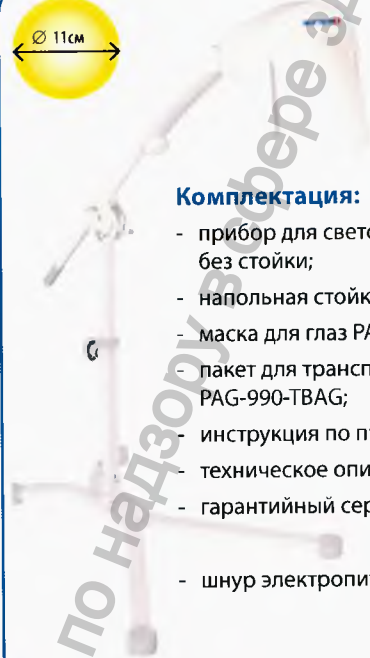 ⌀ 11см
Комплектация:
- прибор для свето
без стойки;
- напольная стойк
- маска для глаз PA
- пакет для трансп
PAG-990-TBAG;
- инструкция по п
- техническое опи
- гарантийный сер
- шнур электропит
по надзору в сфере з